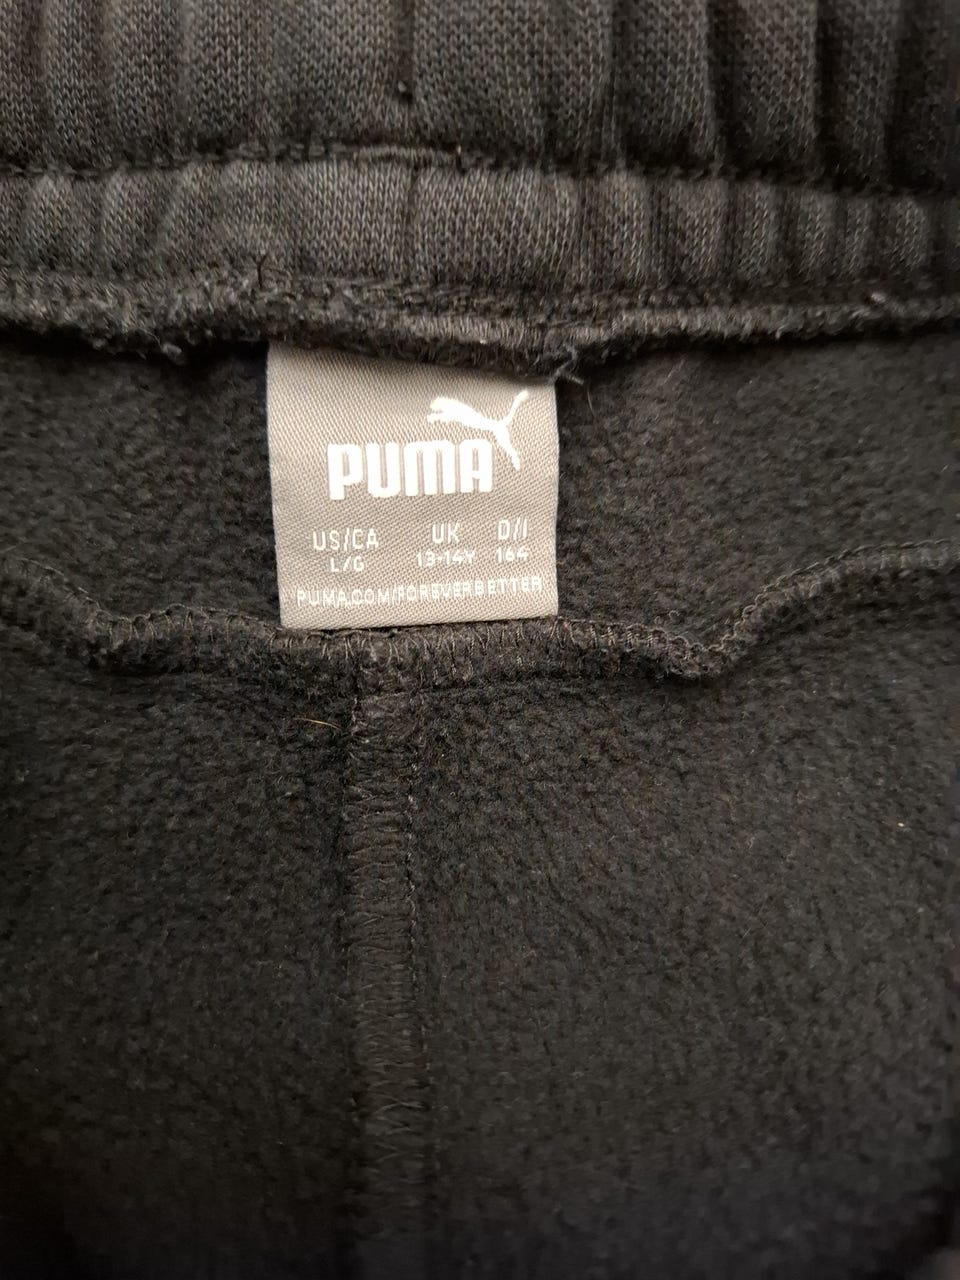 PUMA
US/CA UK D/I
L/G 13-14Y 164
PUMA.COM/FOREVERBETTER